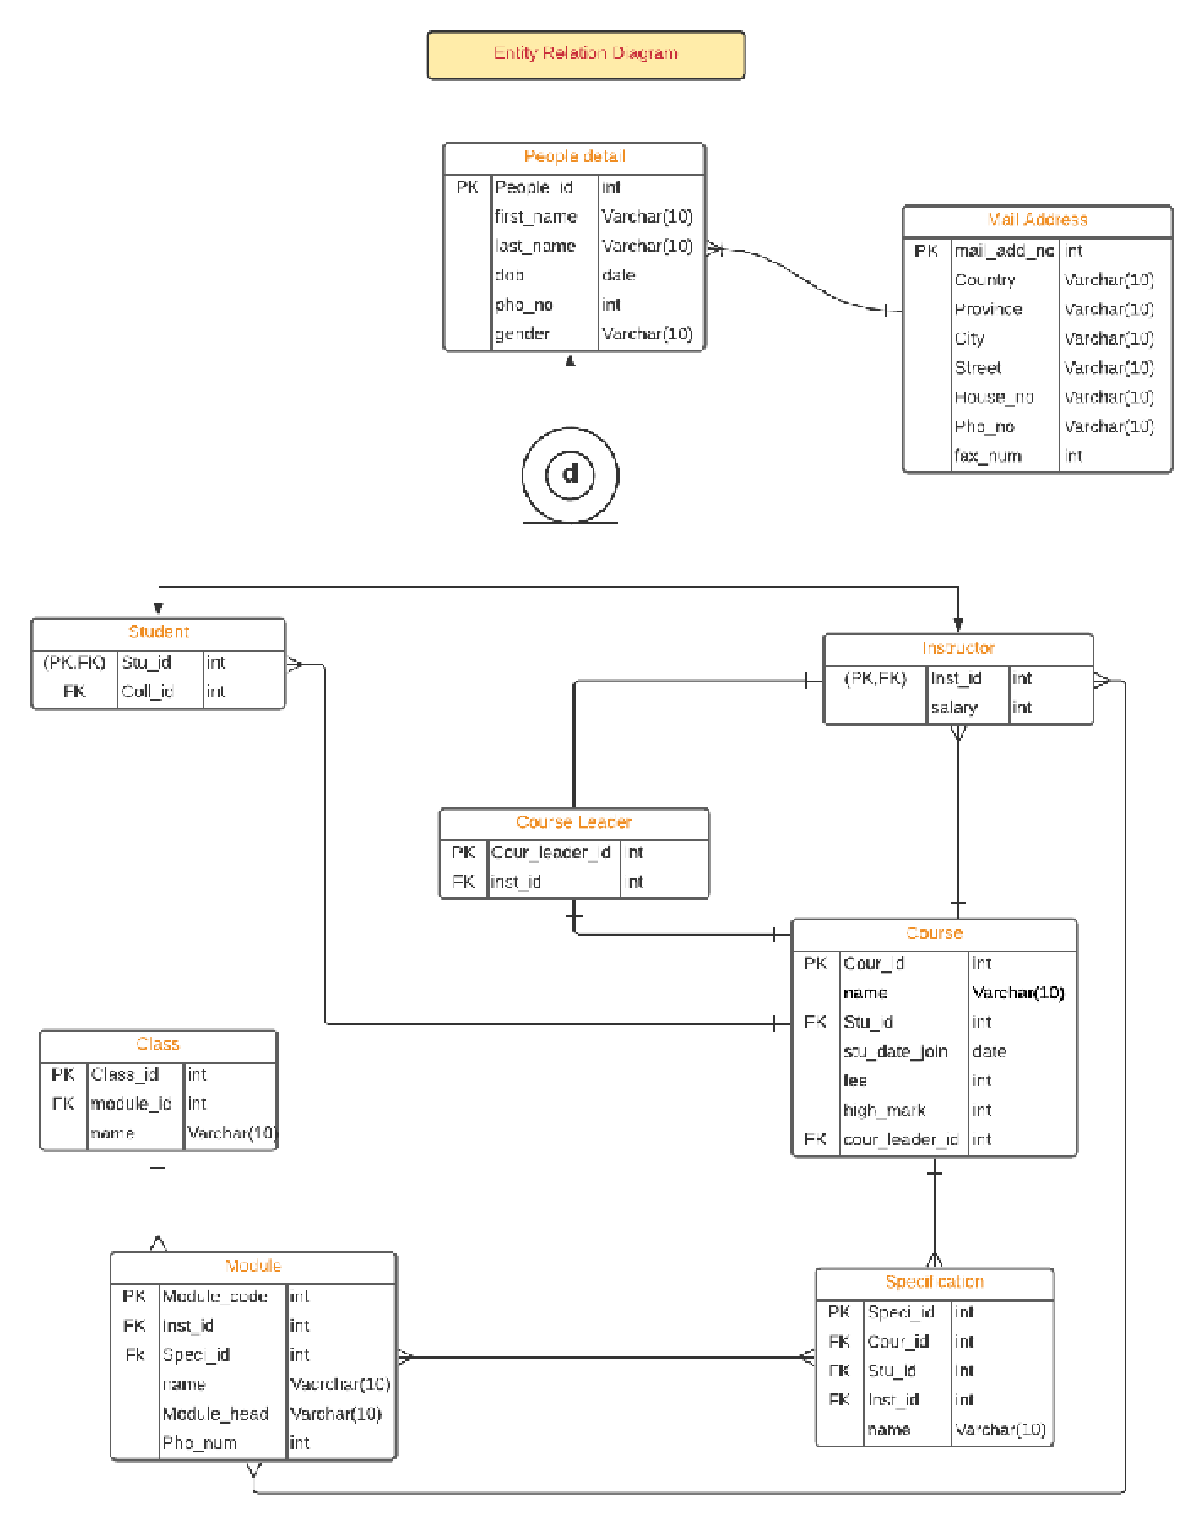 Entity Relation Diagram
People detail
PK People_id int
first_name Varchar(10)
last_name Varchar(10)
dob date
pho_no int
gender Varchar(10)
Mail Address
PK mail_add_no int
Country Varchar(10)
Province Varchar(10)
City Varchar(10)
Street Varchar(10)
House_no Varchar(10)
Pho_no Varchar(10)
fax_num int
d
Student
(PK,FK) Stu_id int
FK Coll_id int
Instructor
(PK,FK) Inst_id int
salary int
Course Leader
PK Cour_leader_id int
FK inst_id int
Course
PK Cour_id int
name Varchar(10)
FK Stu_id int
stu_date_join date
fee int
high_mark int
FK cour_leader_id int
Class
PK Class_id int
FK module_id int
name Varchar(10)
Module
PK Module_code int
FK Inst_id int
Fk Speci_id int
name Vacrchar(10)
Module_head Varchar(10)
Pho_num int
Specification
PK Speci_id int
FK Cour_id int
FK Stu_id int
FK Inst_id int
name Varchar(10)